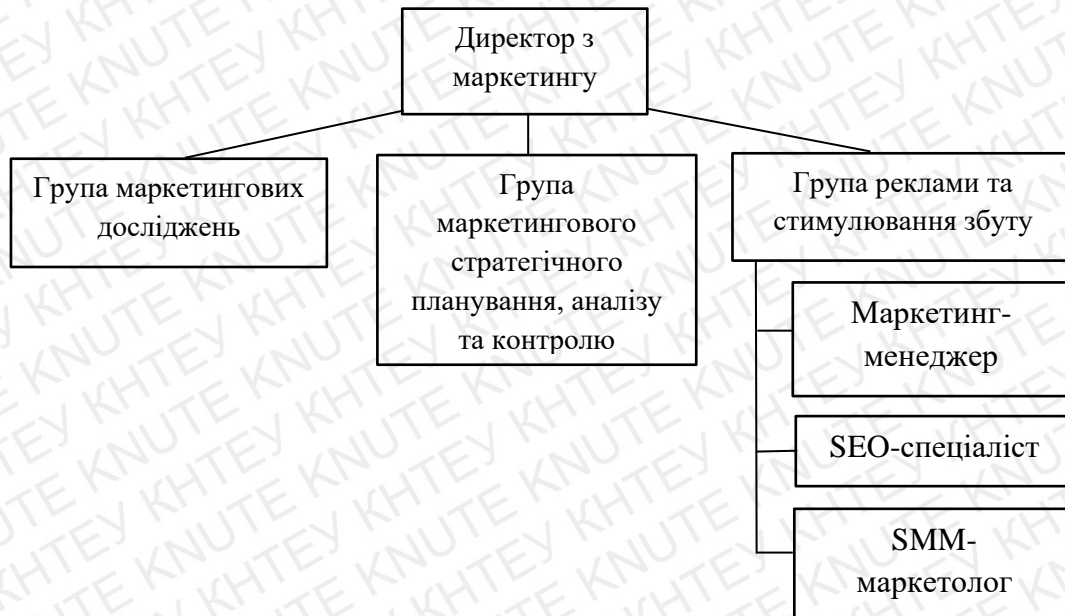 Директор з
маркетингу
Група маркетингових
досліджень
Група
маркетингового
стратегічного
планування, аналізу
та контролю
Група реклами та
стимулювання збуту
Маркетинг-
менеджер
SEO-спеціаліст
SMM-
маркетолог